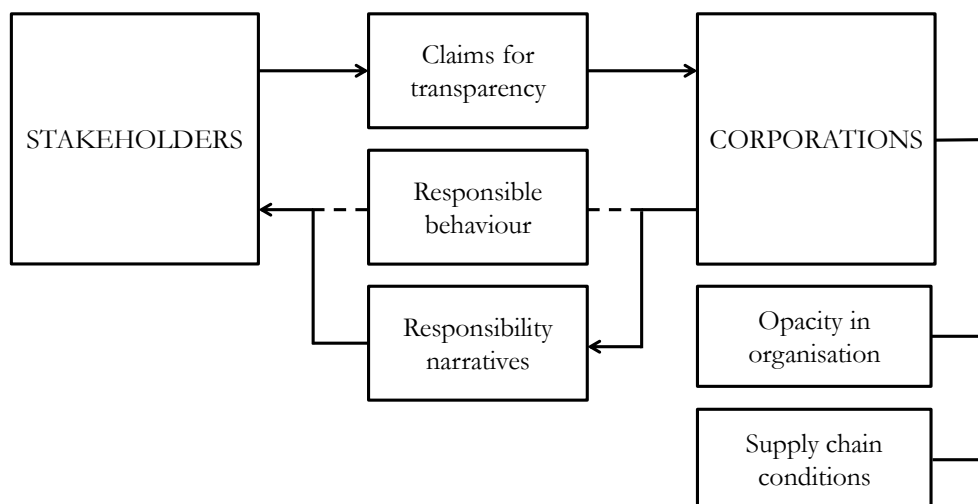 Claims for
transparency
STAKEHOLDERS
CORPORATIONS
Responsible
behaviour
Responsibility
narratives
Opacity in
organisation
Supply chain
conditions